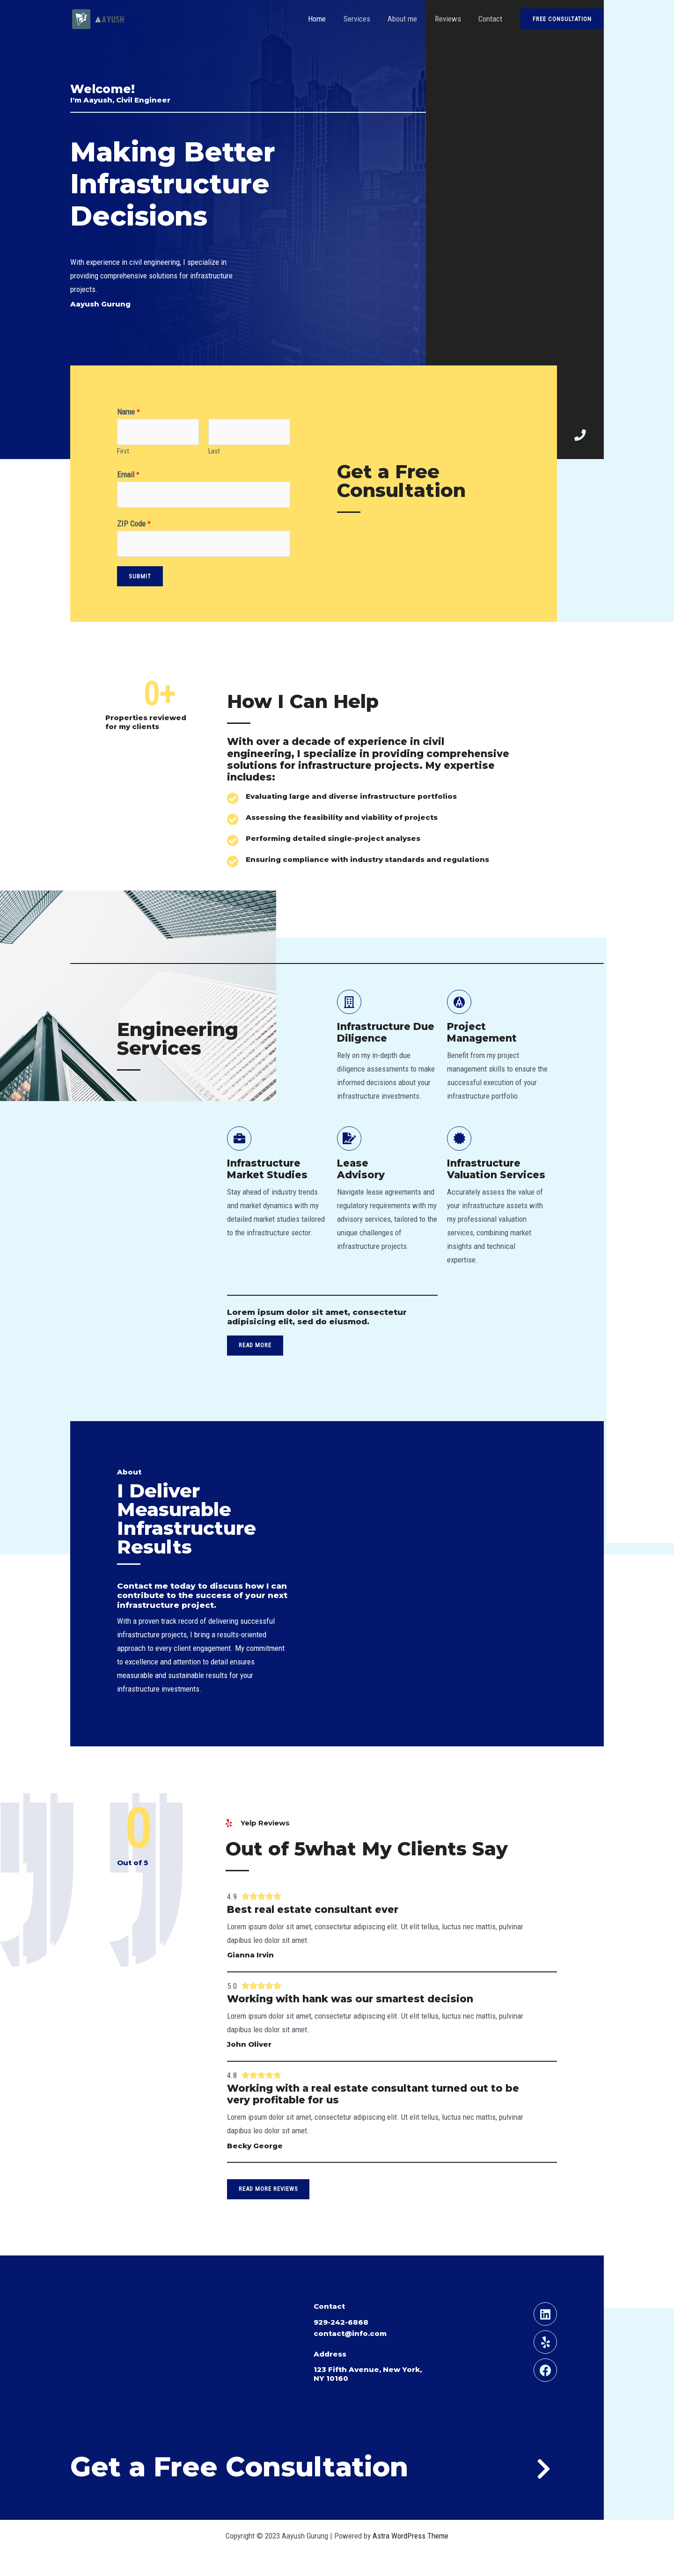 AAYUSH
Home
Services
About me
Reviews
Contact
FREE CONSULTATION
Welcome!
I'm Aayush, Civil Engineer
Making Better
Infrastructure
Decisions
With experience in civil engineering, I specialize in
providing comprehensive solutions for infrastructure
projects.
Aayush Gurung
Name *
First
Last
Email *
ZIP Code *
SUBMIT
Get a Free
Consultation
0+
Properties reviewed
for my clients
How I Can Help
With over a decade of experience in civil
engineering, I specialize in providing comprehensive
solutions for infrastructure projects. My expertise
includes:
Evaluating large and diverse infrastructure portfolios
Assessing the feasibility and viability of projects
Performing detailed single-project analyses
Ensuring compliance with industry standards and regulations
Engineering
Services
Infrastructure Due
Diligence
Rely on my in-depth due
diligence assessments to make
informed decisions about your
infrastructure investments.
Project
Management
Benefit from my project
management skills to ensure the
successful execution of your
infrastructure portfolio.
Infrastructure
Market Studies
Stay ahead of industry trends
and market dynamics with my
detailed market studies tailored
to the infrastructure sector.
Lease
Advisory
Navigate lease agreements and
regulatory requirements with my
advisory services, tailored to the
unique challenges of
infrastructure projects.
Infrastructure
Valuation Services
Accurately assess the value of
your infrastructure assets with
my professional valuation
services, combining market
insights and technical
expertise.
Lorem ipsum dolor sit amet, consectetur
adipisicing elit, sed do eiusmod.
READ MORE
About
I Deliver
Measurable
Infrastructure
Results
Contact me today to discuss how I can
contribute to the success of your next
infrastructure project.
With a proven track record of delivering successful
infrastructure projects, I bring a results-oriented
approach to every client engagement. My commitment
to excellence and attention to detail ensures
measurable and sustainable results for your
infrastructure investments.
0
Out of 5
Yelp Reviews
Out of 5what My Clients Say
4.9
Best real estate consultant ever
Lorem ipsum dolor sit amet, consectetur adipiscing elit. Ut elit tellus, luctus nec mattis, pulvinar
dapibus leo dolor sit amet.
Gianna Irvin
5.0
Working with hank was our smartest decision
Lorem ipsum dolor sit amet, consectetur adipiscing elit. Ut elit tellus, luctus nec mattis, pulvinar
dapibus leo dolor sit amet.
John Oliver
4.8
Working with a real estate consultant turned out to be
very profitable for us
Lorem ipsum dolor sit amet, consectetur adipiscing elit. Ut elit tellus, luctus nec mattis, pulvinar
dapibus leo dolor sit amet.
Becky George
READ MORE REVIEWS
Contact
929-242-6868
contact@info.com
Address
123 Fifth Avenue, New York,
NY 10160
Get a Free Consultation
Copyright © 2023 Aayush Gurung | Powered by Astra WordPress Theme